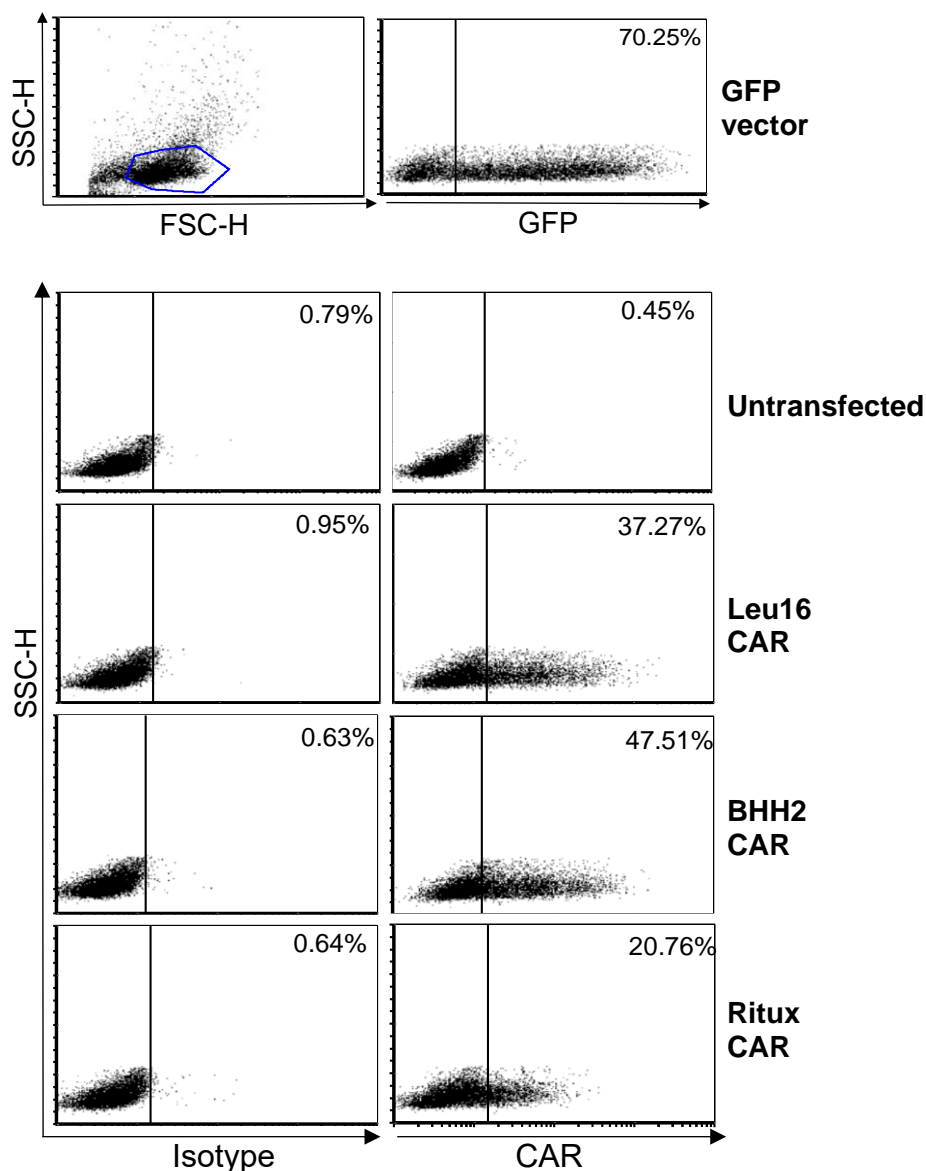 SSC-H
FSC-H
70.25%
GFP
GFP
vector
SSC-H
0.79%
0.45%
Untransfected
0.95%
37.27%
Leu16
CAR
0.63%
47.51%
BHH2
CAR
0.64%
20.76%
Ritux
CAR
Isotype
CAR